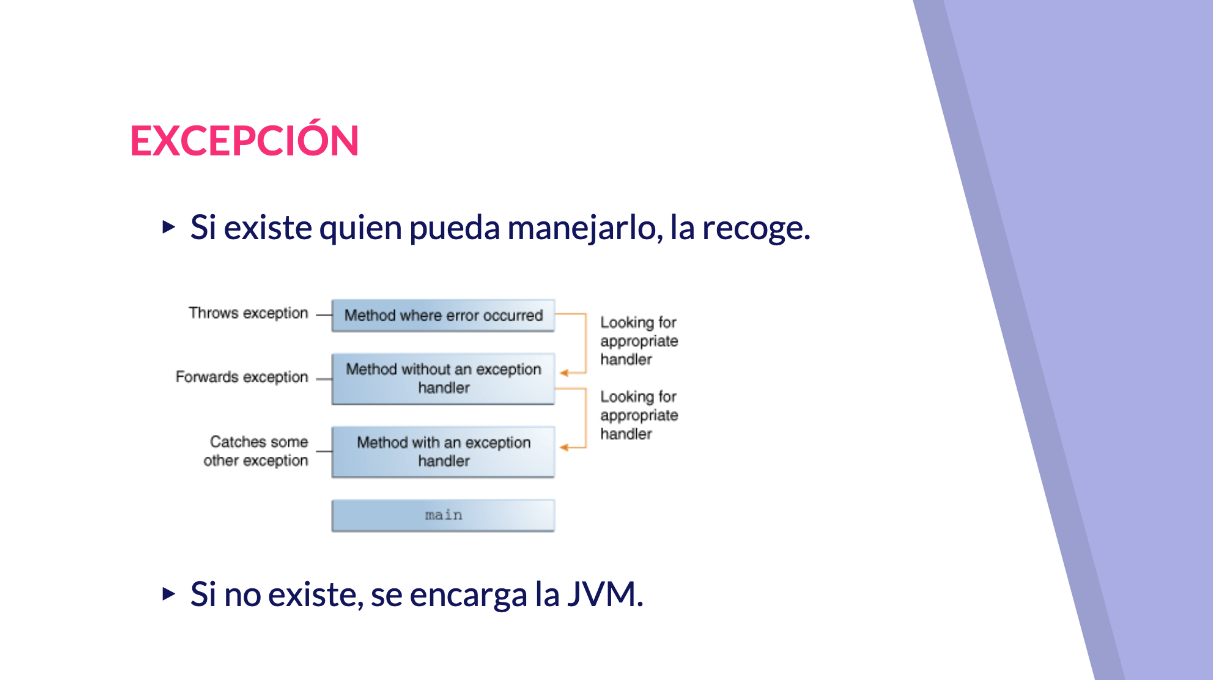 EXCEPCIÓN
▸ Si existe quien pueda manejarlo, la recoge.
Throws exception
Method where error occurred
Looking for
appropriate
handler
Forwards exception
Method without an exception
handler
Looking for
appropriate
handler
Catches some
other exception
Method with an exception
handler
main
▸ Si no existe, se encarga la JVM.